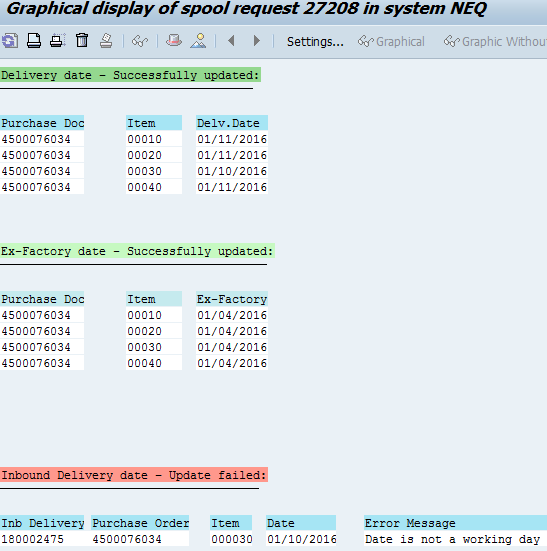 Graphical display of spool request 27208 in system NEQ
Settings... Graphical Graphic Withou
Delivery date - Successfully updated:
Purchase Doc Item Delv.Date
4500076034 00010 01/11/2016
4500076034 00020 01/11/2016
4500076034 00030 01/10/2016
4500076034 00040 01/11/2016
Ex-Factory date - Successfully updated:
Purchase Doc Item Ex-Factory
4500076034 00010 01/04/2016
4500076034 00020 01/04/2016
4500076034 00030 01/04/2016
4500076034 00040 01/04/2016
Inbound Delivery date - Update failed:
Inb Delivery Purchase Order Item Date Error Message
180002475 4500076034 000030 01/10/2016 Date is not a working day